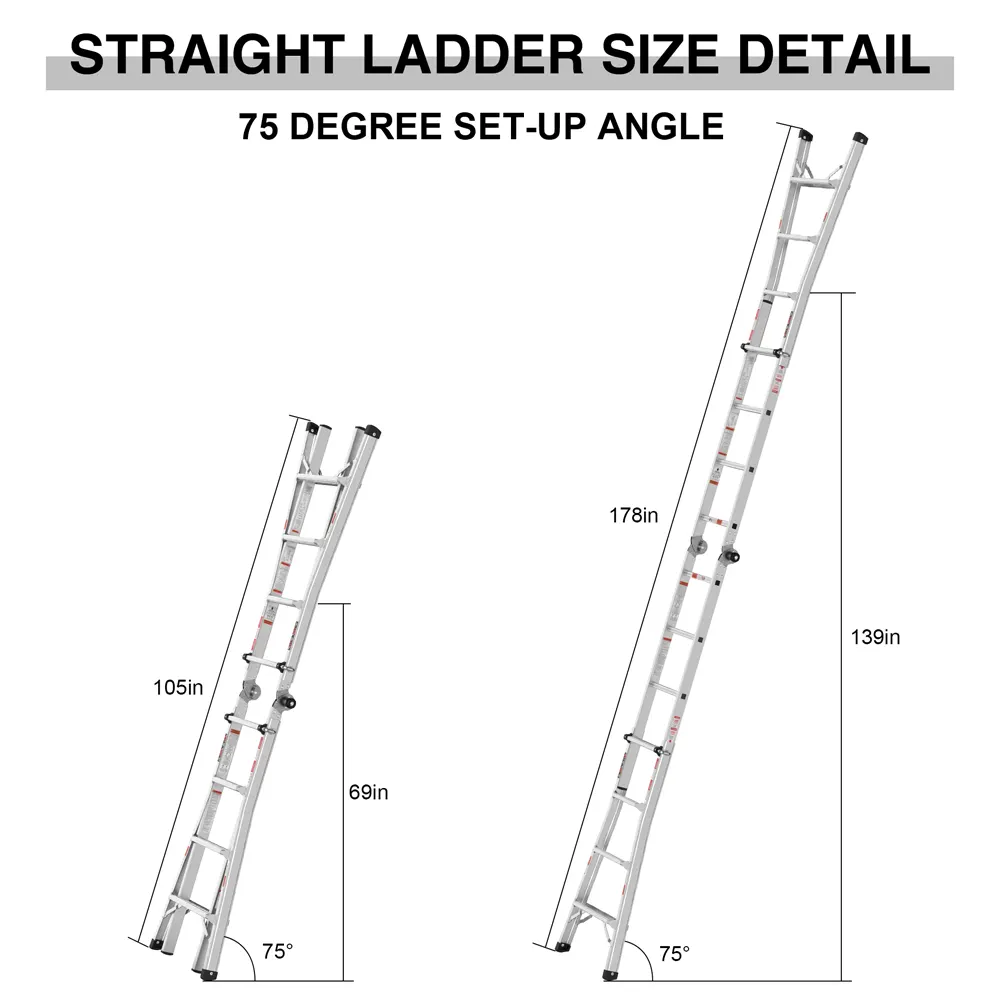 STRAIGHT LADDER SIZE DETAIL
75 DEGREE SET-UP ANGLE
178in
139in
105in
69in
75°
75°